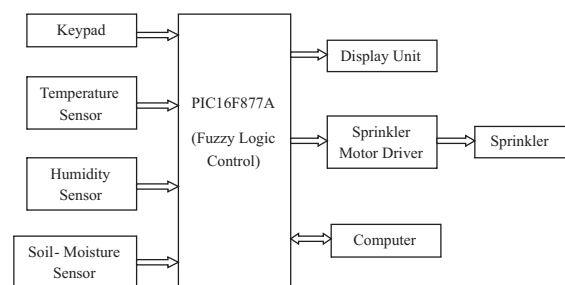 Keypad
Temperature
Sensor
Humidity
Sensor
Soil- Moisture
Sensor
PIC16F877A
(Fuzzy Logic
Control)
Display Unit
Sprinkler
Motor Driver
Sprinkler
Computer